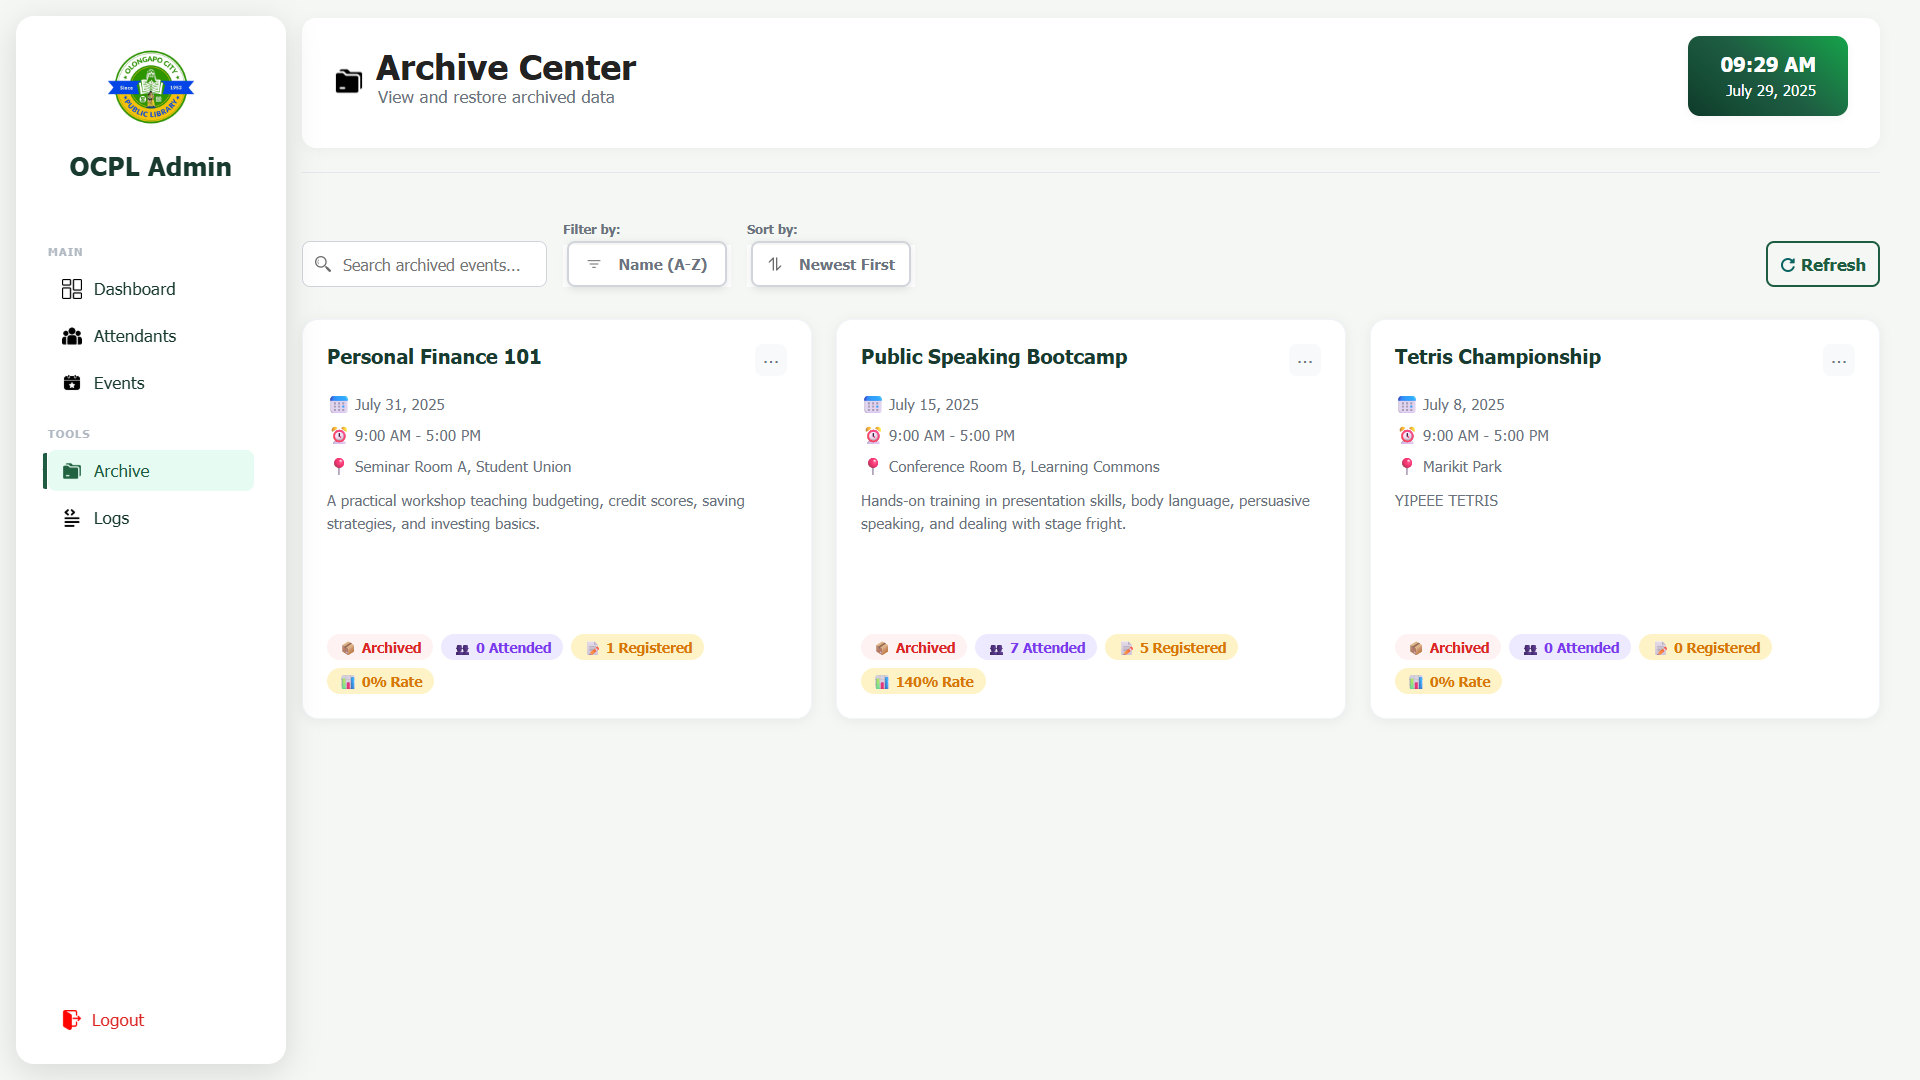 OLONGAPO CITY
Since 1953
PUBLIC LIBRARY
OCPL Admin
MAIN
Dashboard
Attendants
Events
TOOLS
Archive
Logs
Logout
Archive Center
View and restore archived data
09:29 AM
July 29, 2025
Search archived events...
Filter by:
Name (A-Z)
Sort by:
Newest First
Refresh
Personal Finance 101
...
July 31, 2025
9:00 AM - 5:00 PM
Seminar Room A, Student Union
A practical workshop teaching budgeting, credit scores, saving
strategies, and investing basics.
Archived
0 Attended
1 Registered
0% Rate
Public Speaking Bootcamp
...
July 15, 2025
9:00 AM - 5:00 PM
Conference Room B, Learning Commons
Hands-on training in presentation skills, body language, persuasive
speaking, and dealing with stage fright.
Archived
7 Attended
5 Registered
140% Rate
Tetris Championship
...
July 8, 2025
9:00 AM - 5:00 PM
Marikit Park
YIPEEE TETRIS
Archived
0 Attended
0 Registered
0% Rate